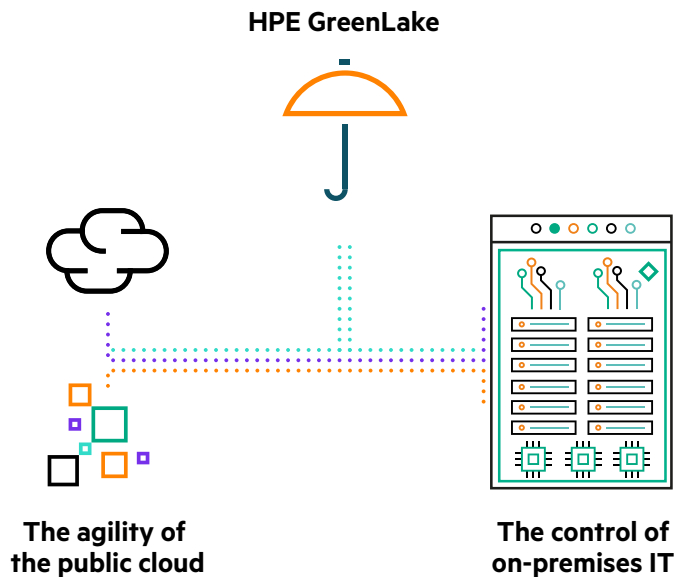 HPE GreenLake
The agility of
the public cloud
The control of
on-premises IT